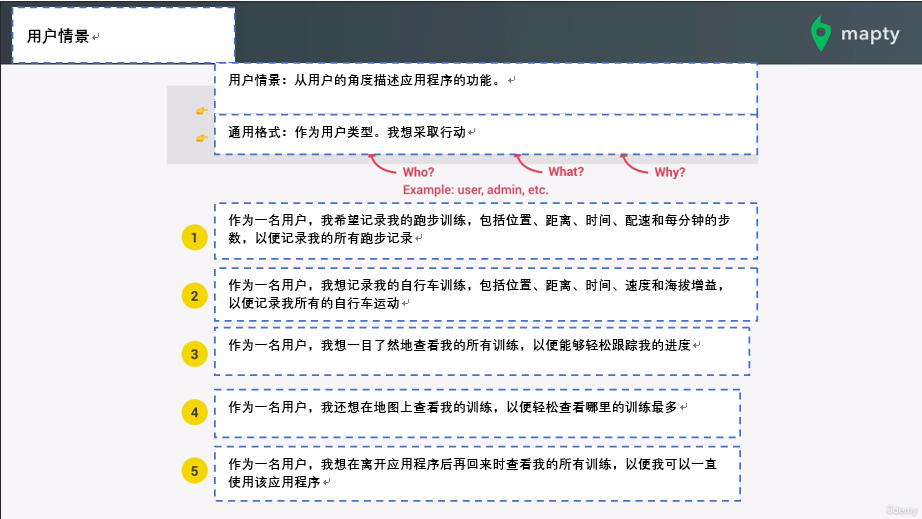 用户情景
mapty
用户情景：从用户的角度描述应用程序的功能。
通用格式：作为用户类型。我想采取行动
Who?
What?
Why?
Example: user, admin, etc.
1
作为一名用户，我希望记录我的跑步训练，包括位置、距离、时间、配速和每分钟的步
数，以便记录我的所有跑步记录
2
作为一名用户，我想记录我的自行车训练，包括位置、距离、时间、速度和海拔增益，
以便记录我所有的自行车运动
3
作为一名用户，我想一目了然地查看我的所有训练，以便能够轻松跟踪我的进度
4
作为一名用户，我还想在地图上查看我的训练，以便轻松查看哪里的训练最多
5
作为一名用户，我想在离开应用程序后再回来时查看我的所有训练，以便我可以一直
使用该应用程序
ûdemy